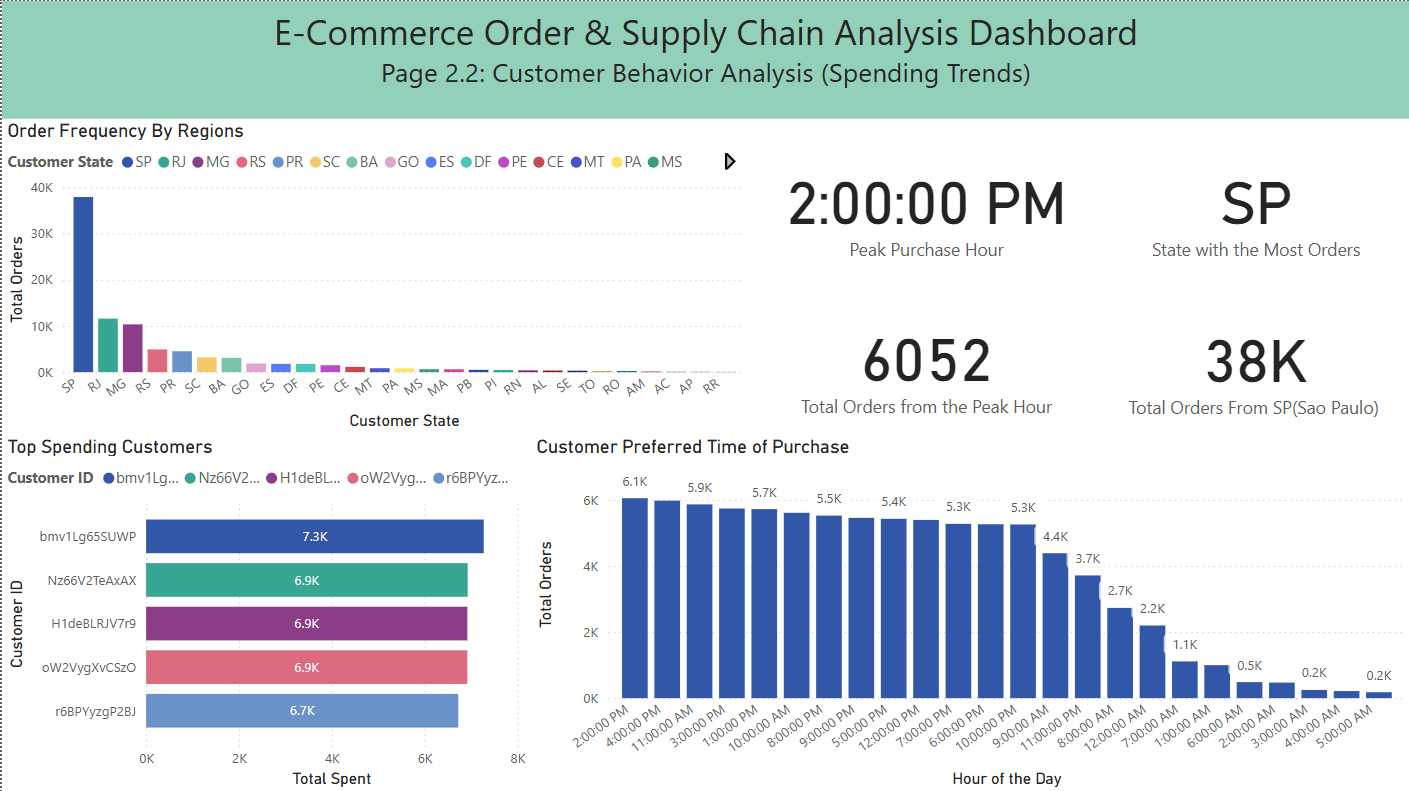 E-Commerce Order & Supply Chain Analysis Dashboard
Page 2.2: Customer Behavior Analysis (Spending Trends)
Order Frequency By Regions
Customer State SP RJ MG RS PR SC BA GO ES DF PE CE MT PA MS
Total Orders
40K
30K
20K
10K
0K
SP RJ MG RS PR SC BA GO ES DF PE CE MT PA MS MA PB PI RN AL SE TO RO AM AC AP RR
Customer State
2:00:00 PM
Peak Purchase Hour
SP
State with the Most Orders
6052
Total Orders from the Peak Hour
38K
Total Orders From SP(Sao Paulo)
Top Spending Customers
Customer ID bmv1Lg... Nz66V2... H1deBL... oW2Vyg... r6BPYyz...
Customer ID
bmv1Lg65SUWP 7.3K
Nz66V2TeAxAX 6.9K
H1deBLRJV7r9 6.9K
oW2VygXvCSzO 6.9K
r6BPYyzgP2BJ 6.7K
0K 2K 4K 6K 8K
Total Spent
Customer Preferred Time of Purchase
Total Orders
6K
4K
2K
0K
6.1K 5.9K 5.7K 5.5K 5.4K 5.3K 5.3K 4.4K 3.7K 2.7K 2.2K 1.1K 0.5K 0.2K 0.2K
2:00:00 PM 4:00:00 PM 11:00:00 AM 3:00:00 PM 1:00:00 PM 10:00:00 AM 8:00:00 PM 9:00:00 PM 5:00:00 PM 12:00:00 PM 7:00:00 PM 6:00:00 PM 10:00:00 PM 9:00:00 AM 11:00:00 PM 8:00:00 AM 12:00:00 AM 7:00:00 AM 1:00:00 AM 6:00:00 AM 2:00:00 AM 3:00:00 AM 4:00:00 AM 5:00:00 AM
Hour of the Day